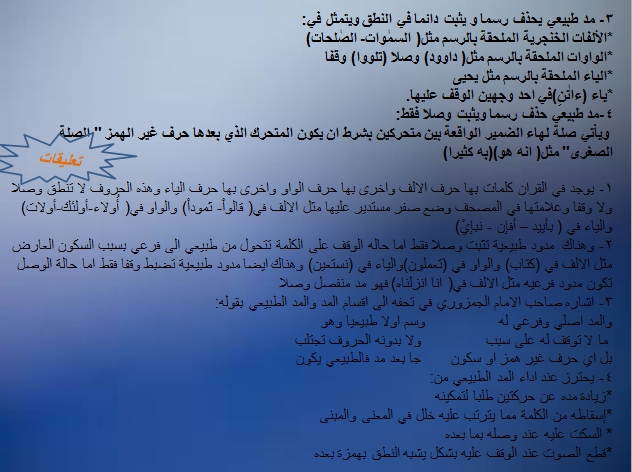 ٣- مد طبيعي يحذف رسما و يثبت دائما في النطق ويتمثل في:
*الألفات الخنجرية الملحقة بالرسم مثل( السمٰوات- الصٰلحات)
*الواوات الملحقة بالرسم مثل( داوود) وصلا (تلووا) وقفا
*الياء الملحقة بالرسم مثل يحيى
*ياء (ءاتٰنِ)في احد وجهين الوقف عليها.
٤-مد طبيعي حذف رسما ويثبت وصلا فقط:
ويأتي صلة لهاء الضمير الواقعة بين متحركين بشرط ان يكون المتحرك الذي بعدها حرف غير الهمز " الصلة
الصغرى" مثل( انه هو)(به كثيرا)
تعليقات
١- يوجد في القران كلمات بها حرف الالف واخرى بها حرف الواو واخرى بها حرف الياء وهذه الحروف لا تنطق وصلا
ولا وقفا وعلامتها في المصحف وضع صفر مستدير عليها مثل الالف في( قالوا- ثمودا) والواو في( أولاء-أولئك-أولات)
والياء في ( بأييد – أفإن - نبإي)
٢- وهناك مدود طبيعية تثبت وصلا فقط اما حاله الوقف على الكلمة تتحول من طبيعي الى فرعي بسبب السكون العارض
مثل الالف في (كتاب) والواو في (تعملون)والياء في (نستعين) وهناك ايضا مدود طبيعية تضبط وقفا فقط اما حالة الوصل
تكون مدود فرعيه مثل الالف في( انا انزلناه) فهو مد منفصل وصلا
٣- اشاره صاحب الامام الجمزوري في تحفه الى اقسام المد والمد الطبيعي بقوله:
والمد اصلي وفرعي له وسم اولا طبيعيا وهو
ما لا توقف له على سبب ولا بدونه الحروف تجتلب
بل اي حرف غير همز او سكون جا بعد مد فالطبيعي يكون
٤- يحترز عند اداء المد الطبيعي من:
*زيادة مده عن حركتين طلبا لتمكينه
*إسقاطه من الكلمة مما يترتب عليه خلل في المعنى والمبنى
* السكت عليه عند وصله بما بعده
*قطع الصوت عند الوقف عليه بشكل يشبه النطق بهمزة بعده